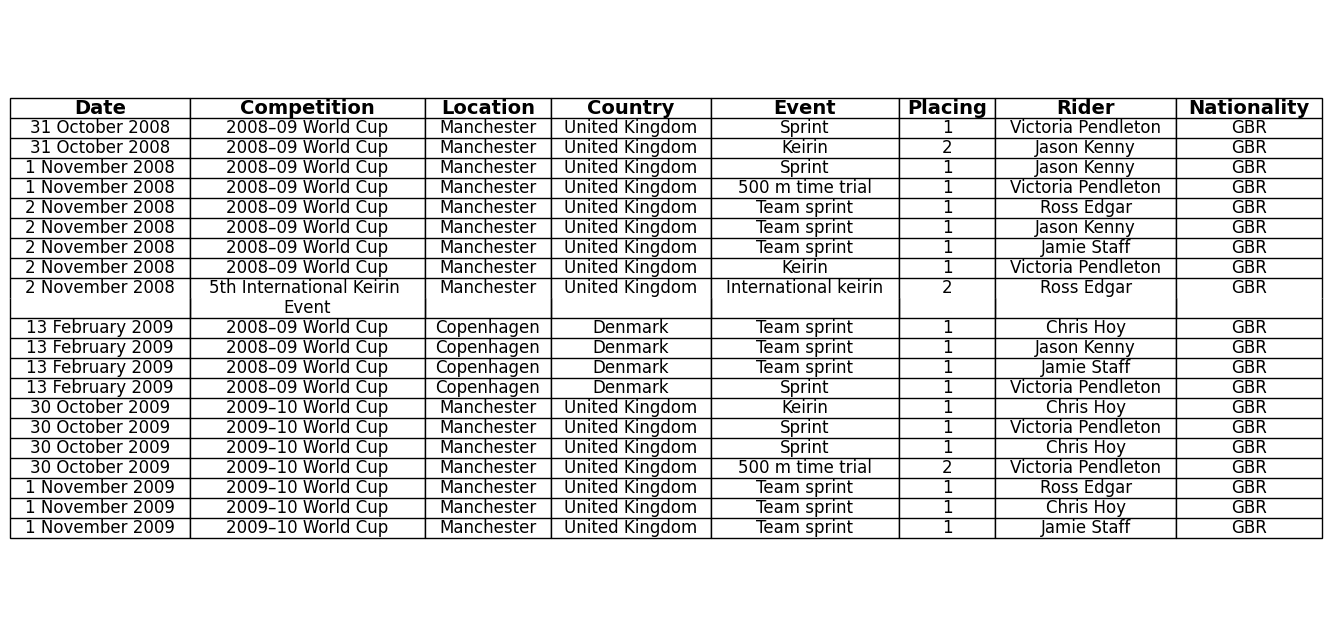 Date Competition Location Country Event Placing Rider Nationality
31 October 2008 2008–09 World Cup Manchester United Kingdom Sprint 1 Victoria Pendleton GBR
31 October 2008 2008–09 World Cup Manchester United Kingdom Keirin 2 Jason Kenny GBR
1 November 2008 2008–09 World Cup Manchester United Kingdom Sprint 1 Jason Kenny GBR
1 November 2008 2008–09 World Cup Manchester United Kingdom 500 m time trial 1 Victoria Pendleton GBR
2 November 2008 2008–09 World Cup Manchester United Kingdom Team sprint 1 Ross Edgar GBR
2 November 2008 2008–09 World Cup Manchester United Kingdom Team sprint 1 Jason Kenny GBR
2 November 2008 2008–09 World Cup Manchester United Kingdom Team sprint 1 Jamie Staff GBR
2 November 2008 2008–09 World Cup Manchester United Kingdom Keirin 1 Victoria Pendleton GBR
2 November 2008 5th International Keirin Manchester United Kingdom International keirin 2 Ross Edgar GBR
Event
13 February 2009 2008–09 World Cup Copenhagen Denmark Team sprint 1 Chris Hoy GBR
13 February 2009 2008–09 World Cup Copenhagen Denmark Team sprint 1 Jason Kenny GBR
13 February 2009 2008–09 World Cup Copenhagen Denmark Team sprint 1 Jamie Staff GBR
13 February 2009 2008–09 World Cup Copenhagen Denmark Sprint 1 Victoria Pendleton GBR
30 October 2009 2009–10 World Cup Manchester United Kingdom Keirin 1 Chris Hoy GBR
30 October 2009 2009–10 World Cup Manchester United Kingdom Sprint 1 Victoria Pendleton GBR
30 October 2009 2009–10 World Cup Manchester United Kingdom Sprint 1 Chris Hoy GBR
30 October 2009 2009–10 World Cup Manchester United Kingdom 500 m time trial 2 Victoria Pendleton GBR
1 November 2009 2009–10 World Cup Manchester United Kingdom Team sprint 1 Ross Edgar GBR
1 November 2009 2009–10 World Cup Manchester United Kingdom Team sprint 1 Chris Hoy GBR
1 November 2009 2009–10 World Cup Manchester United Kingdom Team sprint 1 Jamie Staff GBR